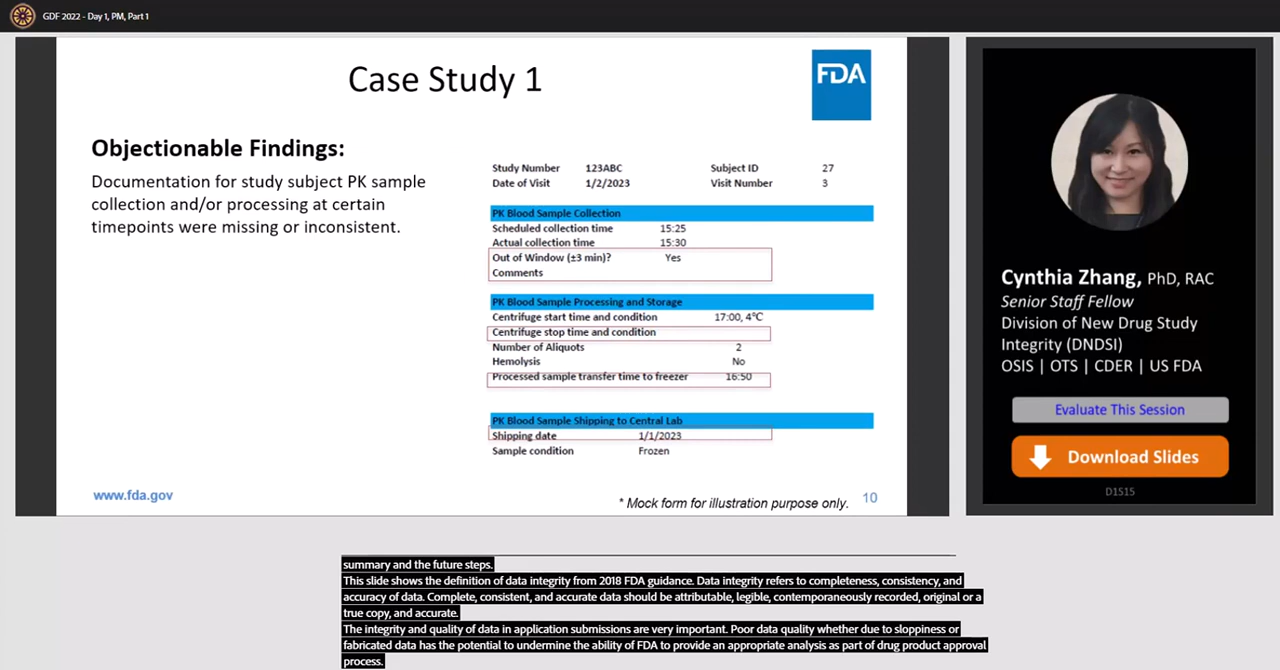 GDF 2022 - Day 1, PM, Part 1
Case Study 1
FDA
Objectionable Findings:
Documentation for study subject PK sample
collection and/or processing at certain
timepoints were missing or inconsistent.
Study Number 123ABC Subject ID 27
Date of Visit 1/2/2023 Visit Number 3
PK Blood Sample Collection
Scheduled collection time 15:25
Actual collection time 15:30
Out of Window (±3 min)? Yes
Comments
PK Blood Sample Processing and Storage
Centrifuge start time and condition 17:00, 4℃
Centrifuge stop time and condition
Number of Aliquots 2
Hemolysis No
Processed sample transfer time to freezer 16:50
PK Blood Sample Shipping to Central Lab
Shipping date 1/1/2023
Sample condition Frozen
www.fda.gov
* Mock form for illustration purpose only.
10
Cynthia Zhang, PhD, RAC
Senior Staff Fellow
Division of New Drug Study
Integrity (DNDSI)
OSIS | OTS | CDER | US FDA
Evaluate This Session
Download Slides
D1S15
summary and the future steps.
This slide shows the definition of data integrity from 2018 FDA guidance. Data integrity refers to completeness, consistency, and
accuracy of data. Complete, consistent, and accurate data should be attributable, legible, contemporaneously recorded, original or a
true copy, and accurate.
The integrity and quality of data in application submissions are very important. Poor data quality whether due to sloppiness or
fabricated data has the potential to undermine the ability of FDA to provide an appropriate analysis as part of drug product approval
process.